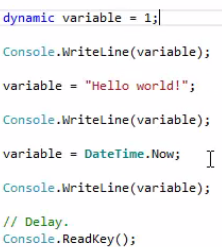 dynamic variable = 1;
Console.WriteLine(variable);
variable = "Hello world!";
Console.WriteLine(variable);
variable = DateTime.Now;
Console.WriteLine(variable);
// Delay.
Console.ReadKey();